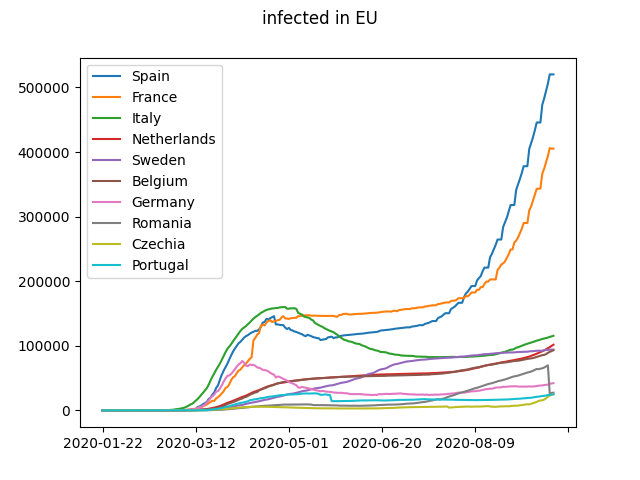 infected in EU
500000
400000
300000
200000
100000
0
Spain
France
Italy
Netherlands
Sweden
Belgium
Germany
Romania
Czechia
Portugal
2020-01-22 2020-03-12 2020-05-01 2020-06-20 2020-08-09